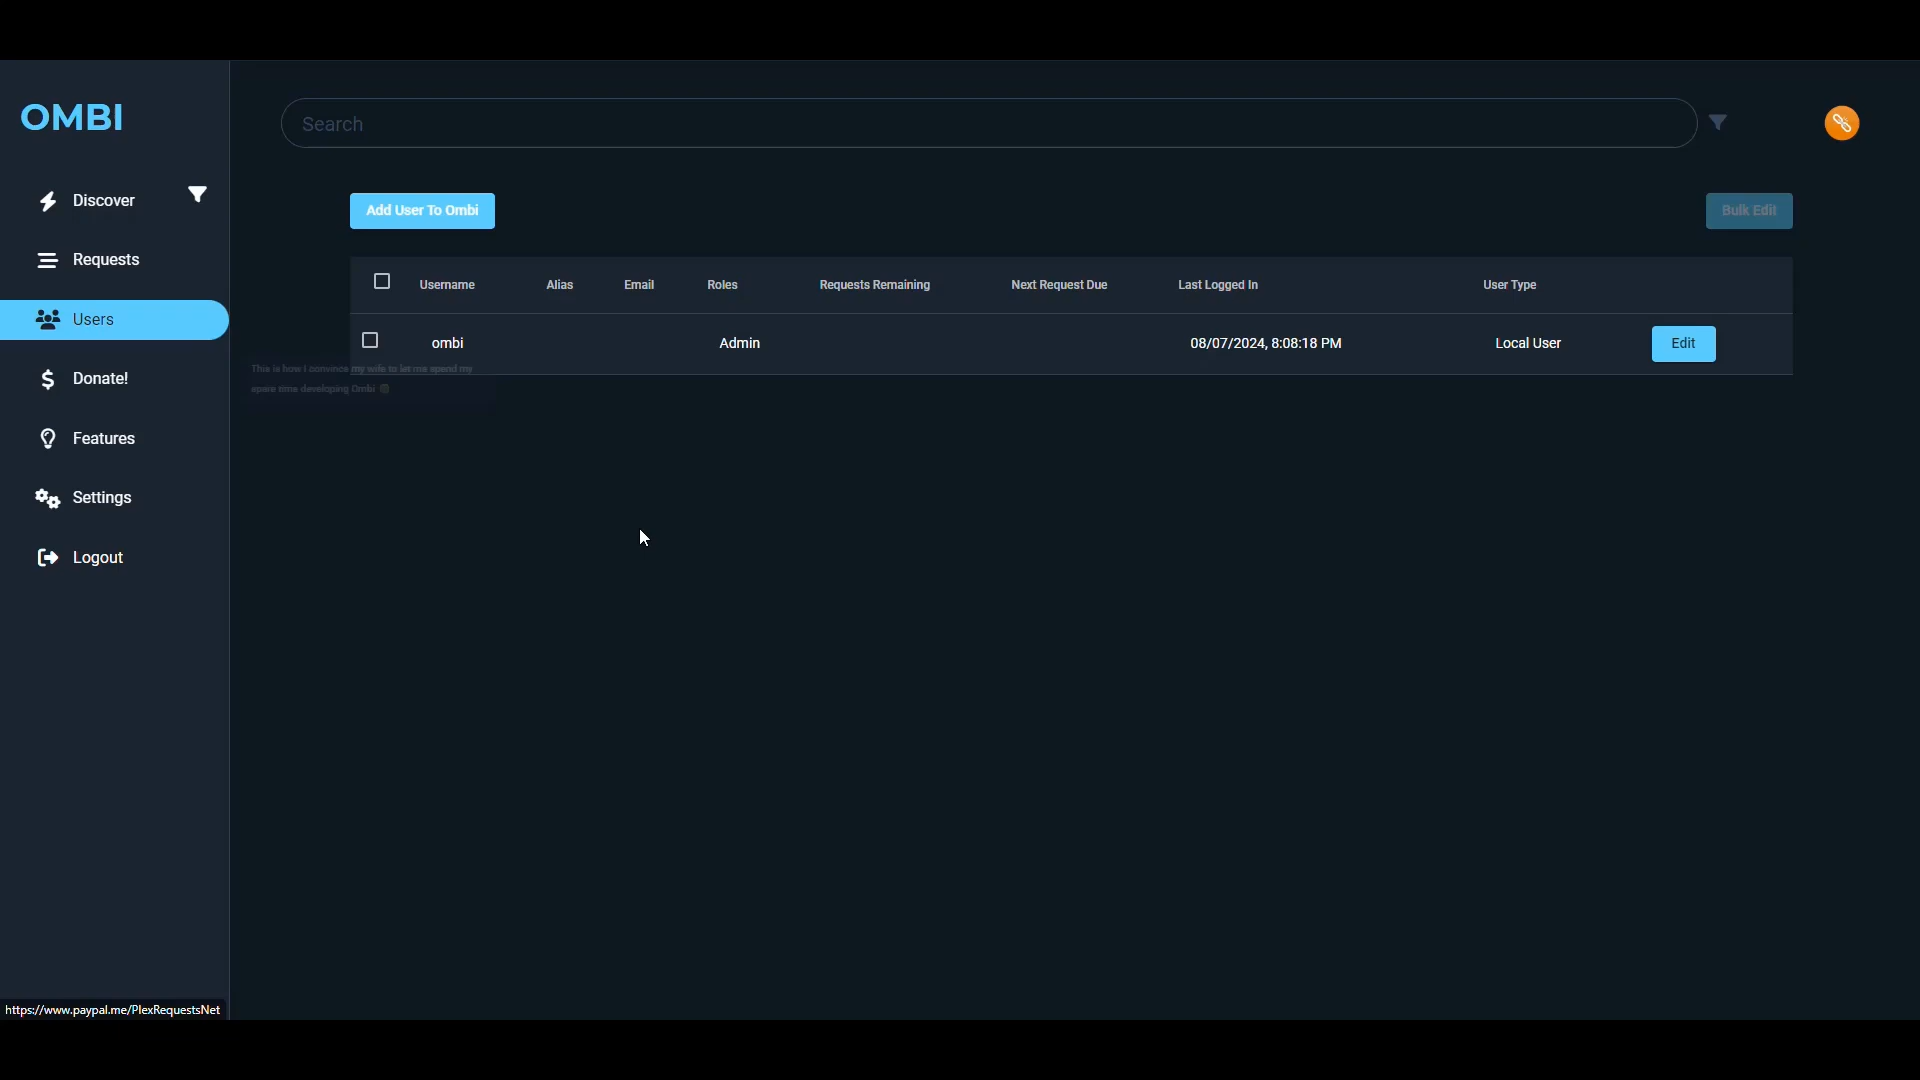 OMBI
Search
Discover
Requests
Users
Donate!
Features
Settings
Logout
Add User To Ombi
Bulk Edit
Username Alias Email Roles Requests Remaining Next Request Due Last Logged In User Type
ombi Admin 08/07/2024, 8:08:18 PM Local User Edit
This is how I convince my wife to let me spend my
spare time developing Ombi
https://www.paypal.me/PlexRequestsNet